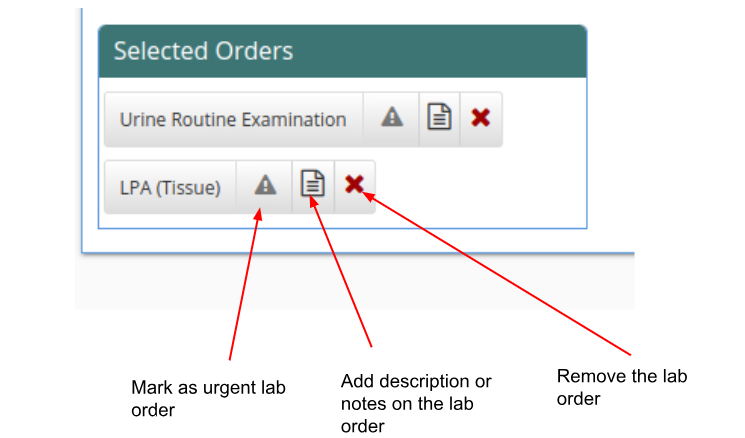 Selected Orders
Urine Routine Examination
LPA (Tissue)
Mark as urgent lab
order
Add description or
notes on the lab
order
Remove the lab
order